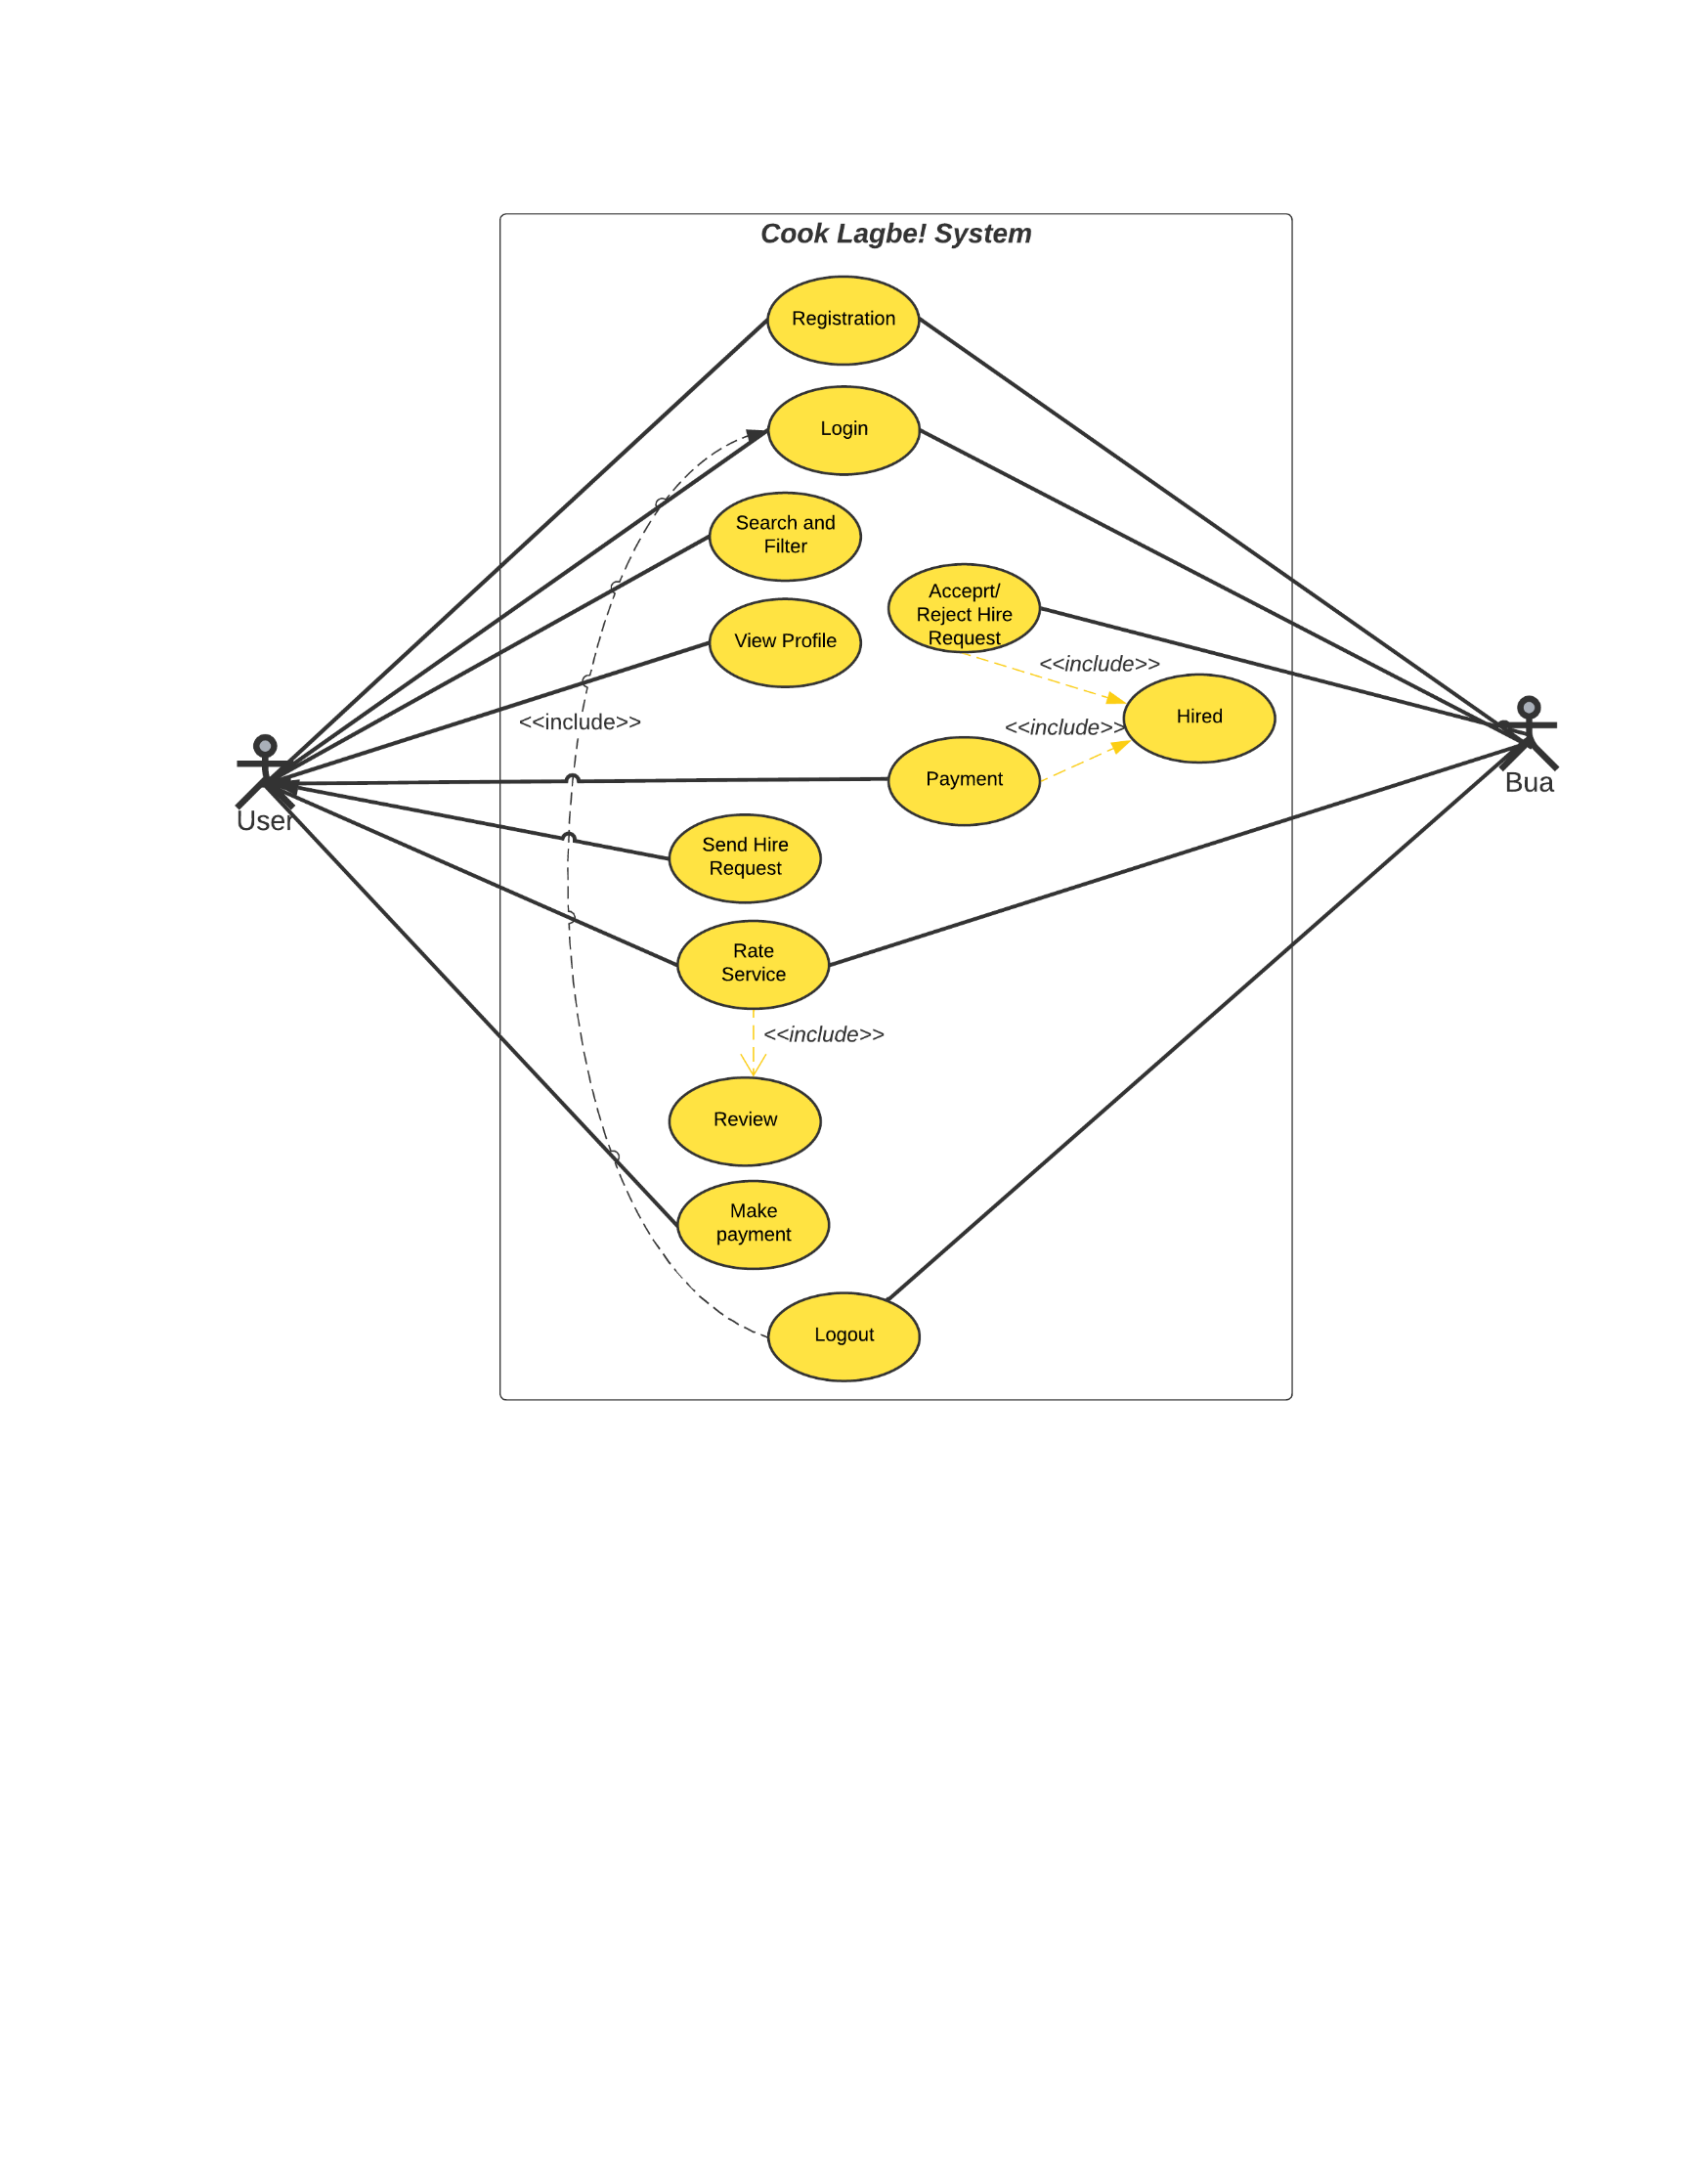 Cook Lagbe! System
Registration
Login
Search and
Filter
Acceprt/
Reject Hire
Request
View Profile
<<include>>
Hired
<<include>>
<<include>>
Payment
User
Bua
Send Hire
Request
Rate
Service
<<include>>
Review
Make
payment
Logout